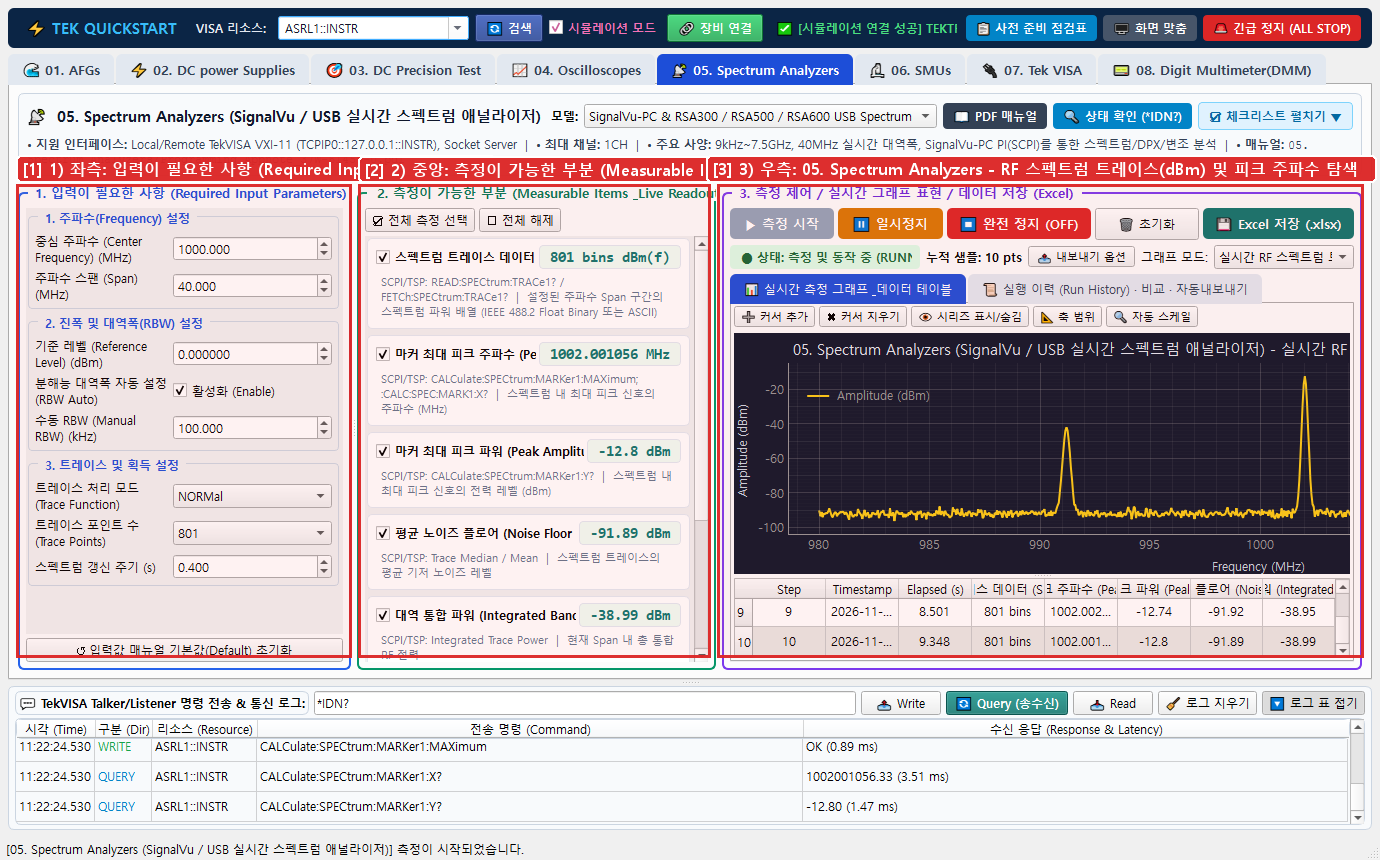 TEK QUICKSTART VISA 리소스: ASRL1::INSTR 검색 시뮬레이션 모드 장비 연결 [시뮬레이션 연결 성공] TEKTI 사전 준비 점검표 화면 맞춤 긴급 정지 (ALL STOP)
01. AFGs 02. DC power Supplies 03. DC Precision Test 04. Oscilloscopes 05. Spectrum Analyzers 06. SMUs 07. Tek VISA 08. Digit Multimeter(DMM)
05. Spectrum Analyzers (SignalVu / USB 실시간 스펙트럼 애널라이저) 모델: SignalVu-PC & RSA300 / RSA500 / RSA600 USB Spectrum PDF 매뉴얼 상태 확인 (*IDN?) 체크리스트 펼치기 ▼
• 지원 인터페이스: Local/Remote TekVISA VXI-11 (TCPIP0::127.0.0.1::INSTR), Socket Server | • 최대 채널: 1CH | • 주요 사양: 9kHz~7.5GHz, 40MHz 실시간 대역폭, SignalVu-PC PI(SCPI)를 통한 스펙트럼/DPX/변조 분석 | • 매뉴얼: 05.
[1] 1) 좌측: 입력이 필요한 사항 (Required Inp
[2] 2) 중앙: 측정이 가능한 부분 (Measurable I
[3] 3) 우측: 05. Spectrum Analyzers - RF 스펙트럼 트레이스(dBm) 및 피크 주파수 탐색
1. 입력이 필요한 사항 (Required Input Parameters)
1. 주파수(Frequency) 설정
중심 주파수 (Center
Frequency) (MHz)
1000.000
주파수 스팬 (Span)
(MHz)
40.000
2. 진폭 및 대역폭(RBW) 설정
기준 레벨 (Reference
Level) (dBm)
0.000000
분해능 대역폭 자동 설정
(RBW Auto)
활성화 (Enable)
수동 RBW (Manual
RBW) (kHz)
100.000
3. 트레이스 및 획득 설정
트레이스 처리 모드
(Trace Function)
NORMal
트레이스 포인트 수
(Trace Points)
801
스펙트럼 갱신 주기 (s) 0.400
입력값 매뉴얼 기본값(Default) 초기화
2. 측정이 가능한 부분 (Measurable Items _Live Readout
전체 측정 선택 전체 해제
스펙트럼 트레이스 데이터 801 bins dBm(f)
SCPI/TSP: READ:SPECtrum:TRACe1? /
FETCh:SPECtrum:TRACe1? | 설정된 주파수 Span 구간의
스펙트럼 파워 배열 (IEEE 488.2 Float Binary 또는 ASCII)
마커 최대 피크 주파수 (Pe 1002.001056 MHz
SCPI/TSP: CALCulate:SPECtrum:MARKer1:MAXimum;
:CALC:SPEC:MARK1:X? | 스펙트럼 내 최대 피크 신호의
주파수 (MHz)
마커 최대 피크 파워 (Peak Amplitu -12.8 dBm
SCPI/TSP: CALCulate:SPECtrum:MARKer1:Y? | 스펙트럼 내
최대 피크 신호의 전력 레벨 (dBm)
평균 노이즈 플로어 (Noise Floor -91.89 dBm
SCPI/TSP: Trace Median / Mean | 스펙트럼 트레이스의
평균 기저 노이즈 레벨
대역 통합 파워 (Integrated Banc -38.99 dBm
SCPI/TSP: Integrated Trace Power | 현재 Span 내 총 통합
RF 전력
3. 측정 제어 / 실시간 그래프 표현 / 데이터 저장 (Excel)
▶ 측정 시작 일시정지 완전 정지 (OFF) 초기화 Excel 저장 (.xlsx)
● 상태: 측정 및 동작 중 (RUNN 누적 샘플: 10 pts 내보내기 옵션 그래프 모드: 실시간 RF 스펙트럼 트
실시간 측정 그래프 _데이터 테이블 실행 이력 (Run History) · 비교 · 자동내보내기
커서 추가 커서 지우기 시리즈 표시/숨김 축 범위 자동 스케일
05. Spectrum Analyzers (SignalVu / USB 실시간 스펙트럼 애널라이저) - 실시간 RF
Amplitude (dBm)
Amplitude (dBm)
-20
-40
-60
-80
-100
980 985 990 995 1000
Frequency (MHz)
Step Timestamp Elapsed (s) 스 데이터 (S 주파수 (Pea 크 파워 (Peal 플로어 (Nois (Integrated
9 9 2026-11-... 8.501 801 bins 1002.002... -12.74 -91.92 -38.95
10 10 2026-11-... 9.348 801 bins 1002.001... -12.8 -91.89 -38.99
TekVISA Talker/Listener 명령 전송 & 통신 로그: *IDN? Write Query (송수신) Read 로그 지우기 로그 표 접기
시각 (Time) 구분 (Dir) 리소스 (Resource) 전송 명령 (Command) 수신 응답 (Response & Latency)
11:22:24.530 WRITE ASRL1::INSTR CALCulate:SPECtrum:MARKer1:MAXimum OK (0.89 ms)
11:22:24.530 QUERY ASRL1::INSTR CALCulate:SPECtrum:MARKer1:X? 1002001056.33 (3.51 ms)
11:22:24.530 QUERY ASRL1::INSTR CALCulate:SPECtrum:MARKer1:Y? -12.80 (1.47 ms)
[05. Spectrum Analyzers (SignalVu / USB 실시간 스펙트럼 애널라이저)] 측정이 시작되었습니다.